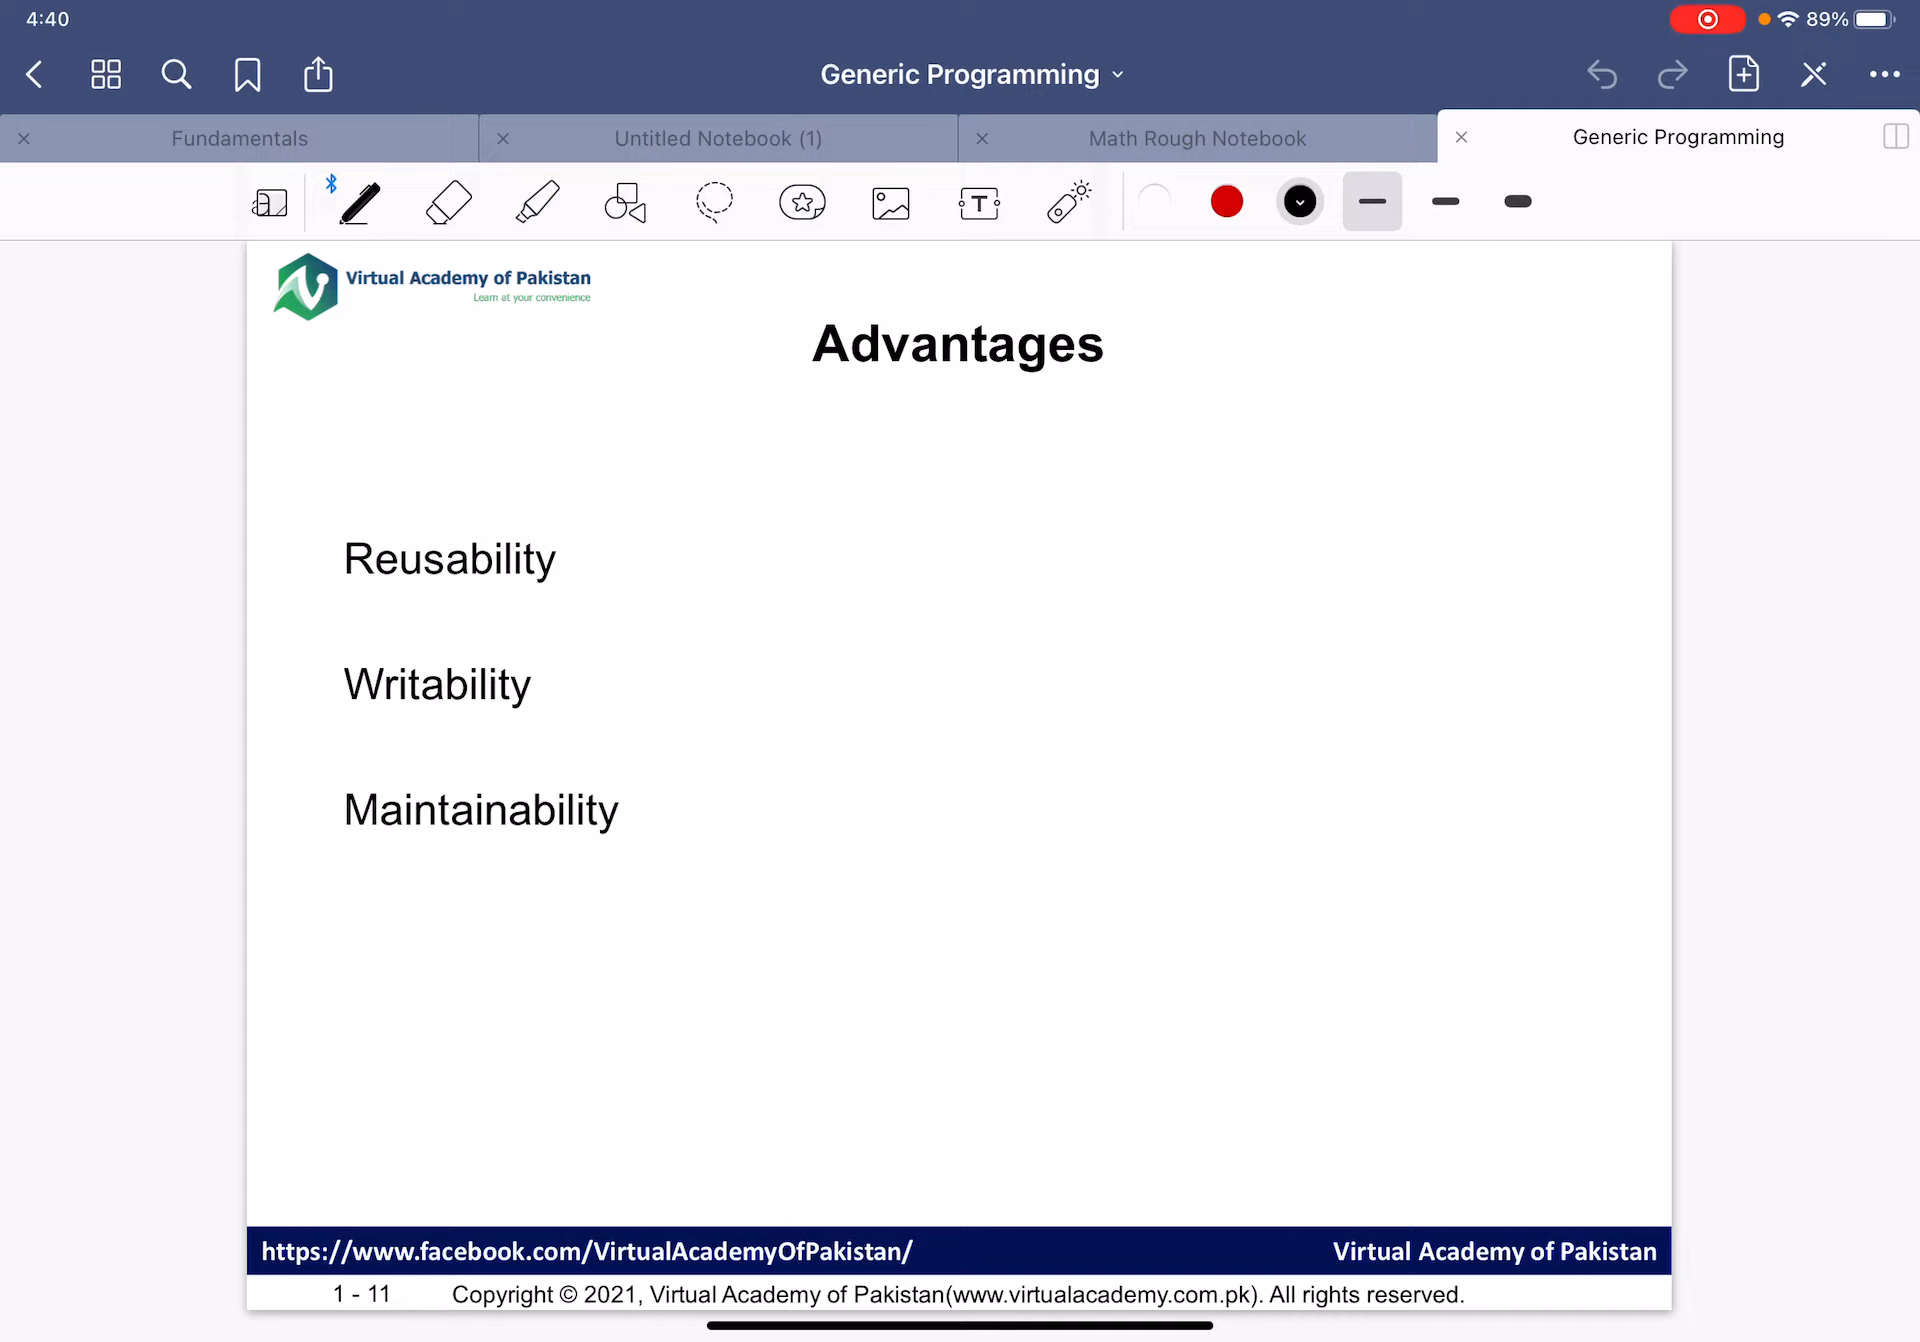 4:40
89%
Generic Programming
Fundamentals
Untitled Notebook (1)
Math Rough Notebook
Generic Programming
Virtual Academy of Pakistan
Learn at your convenience
Advantages
Reusability
Writability
Maintainability
https://www.facebook.com/VirtualAcademyOfPakistan/
Virtual Academy of Pakistan
1 - 11
Copyright © 2021, Virtual Academy of Pakistan(www.virtualacademy.com.pk). All rights reserved.